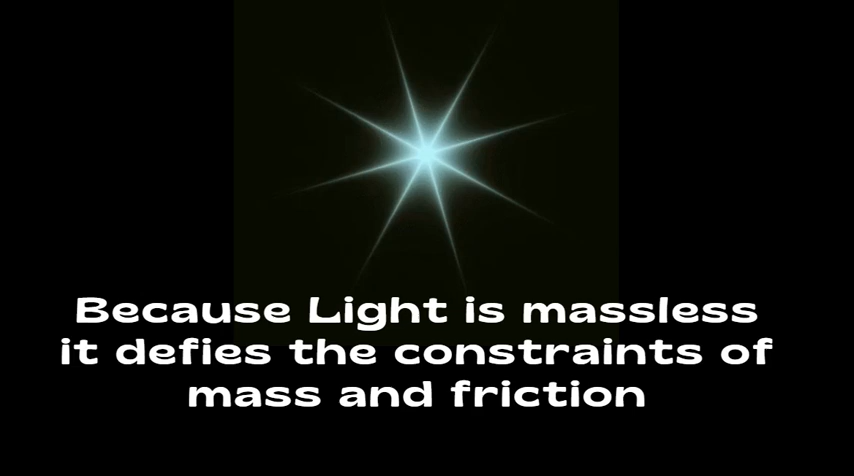 Because Light is massless
it defies the constraints of
mass and friction